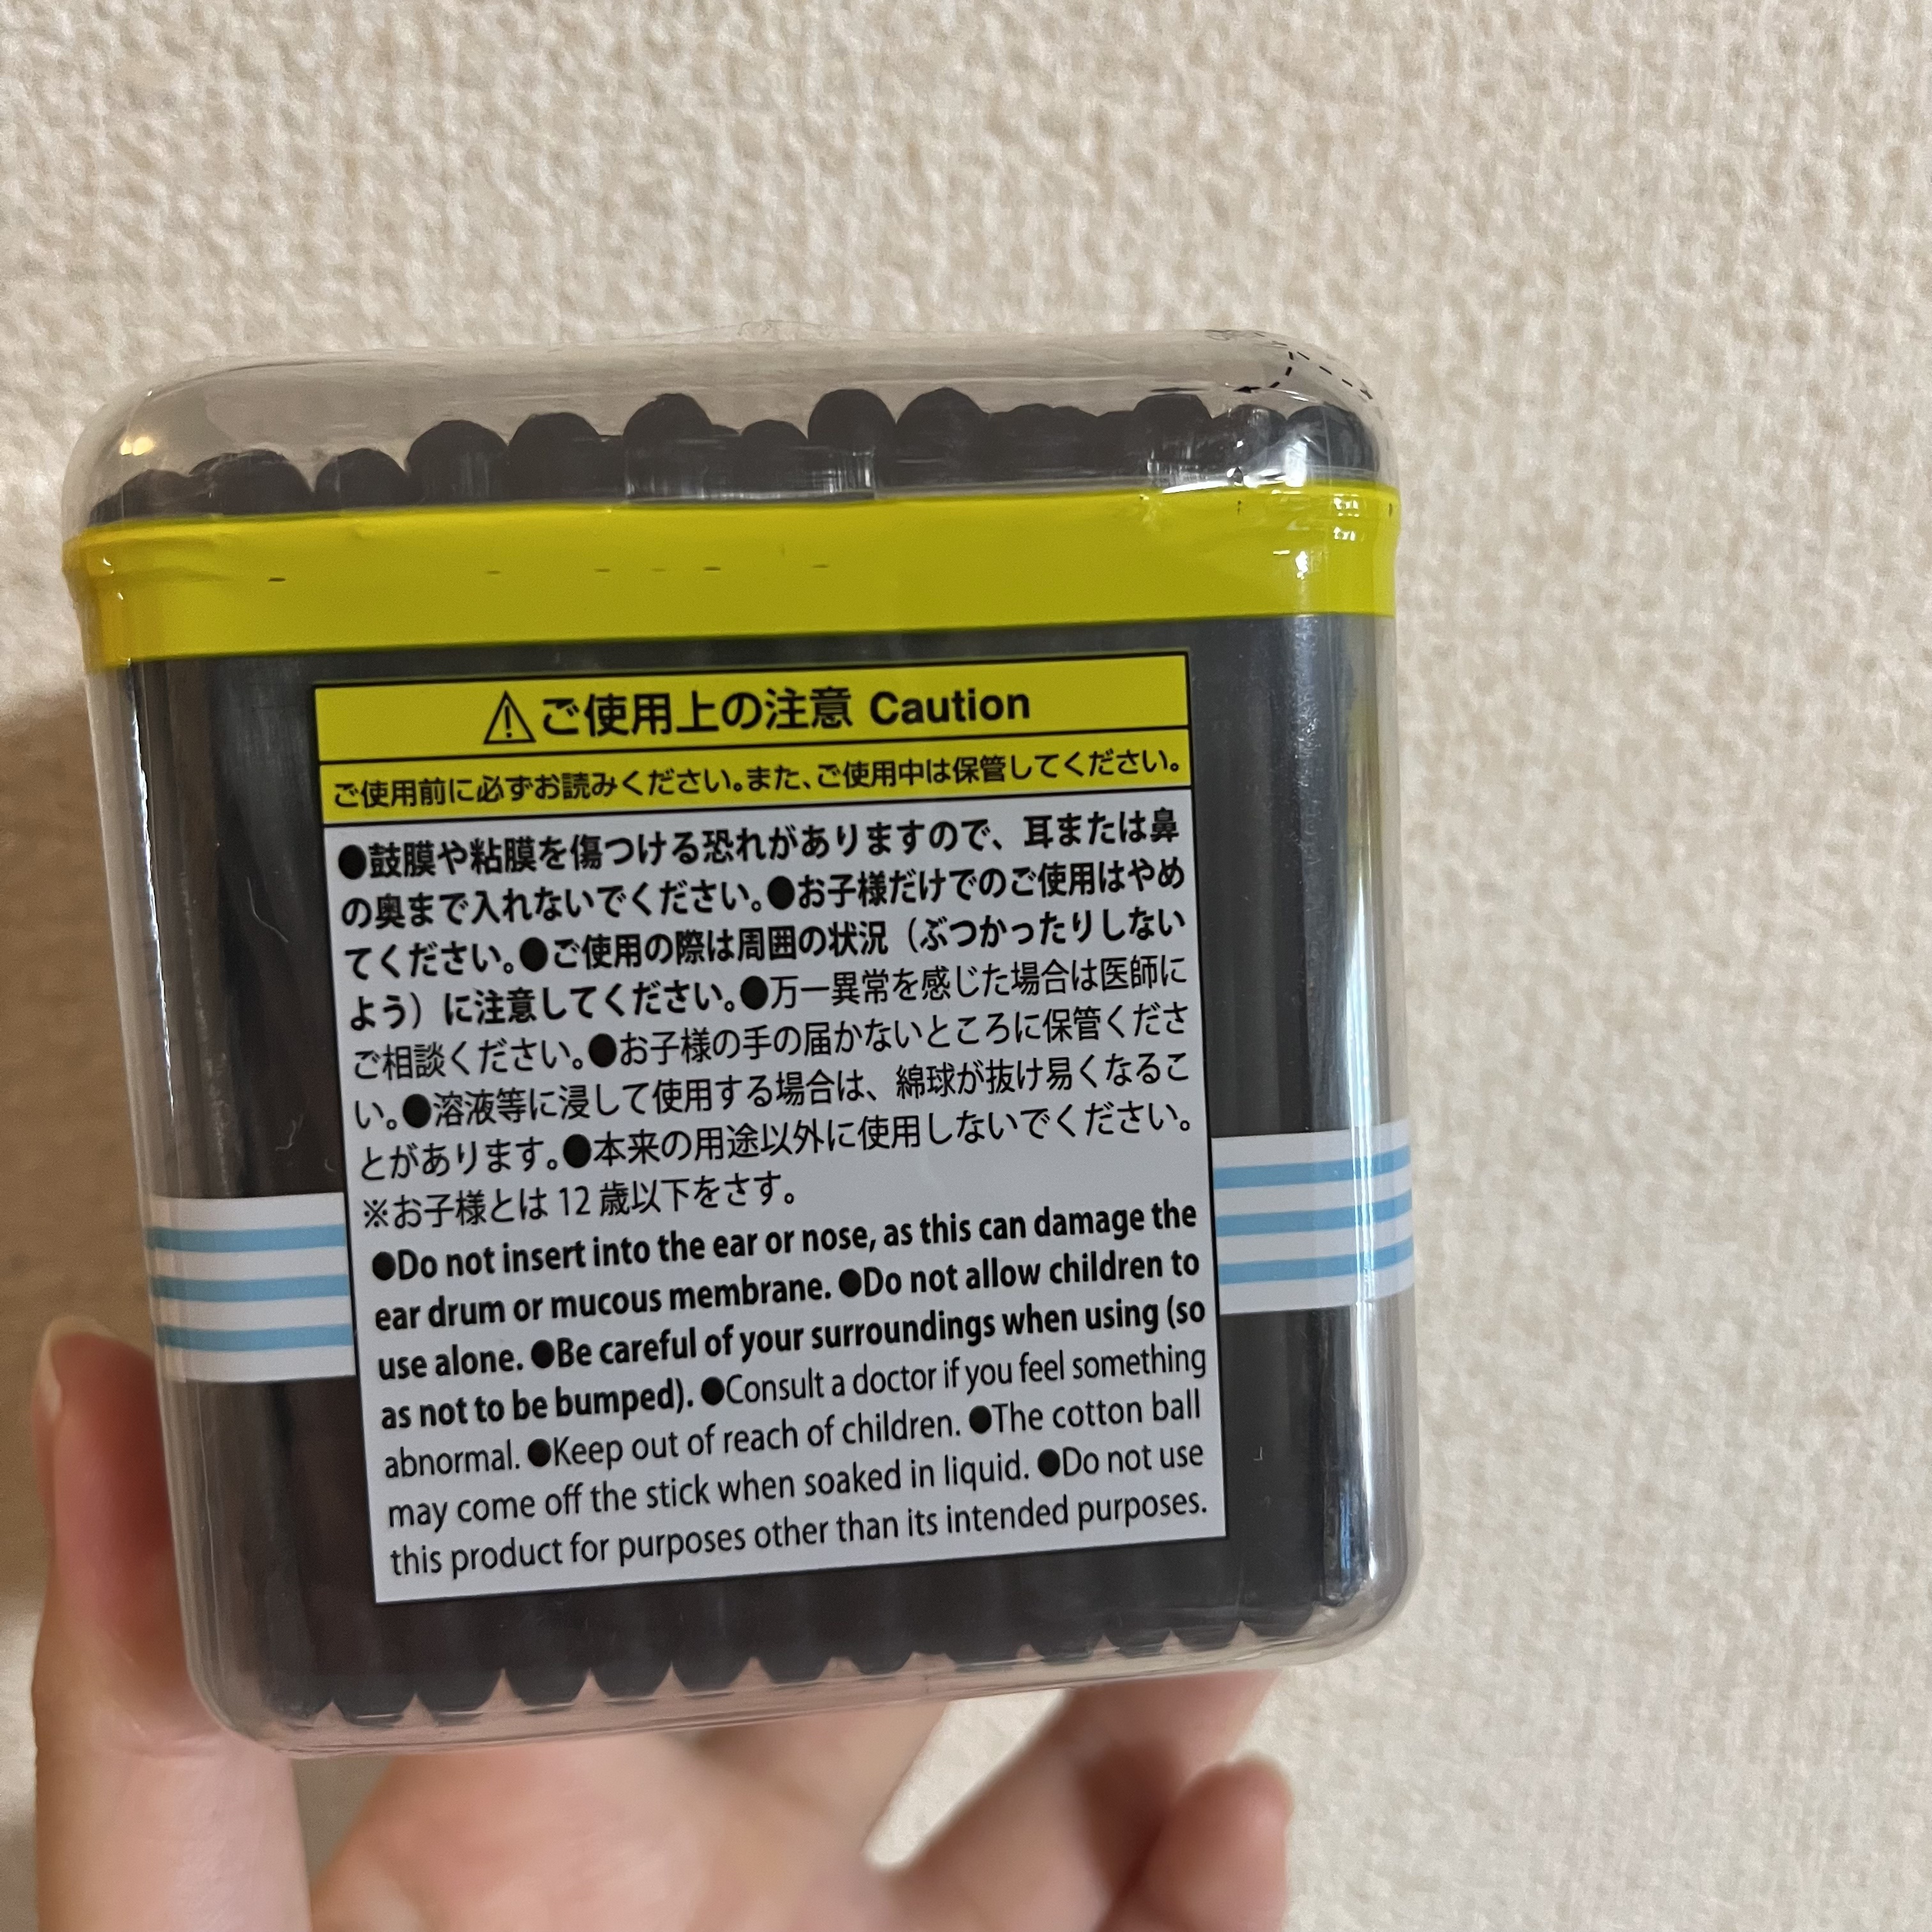 ⚠ご使用上の注意 Caution
ご使用前に必ずお読みください。また、ご使用中は保管してください。
●鼓膜や粘膜を傷つける恐れがありますので、耳または鼻
の奥まで入れないでください。●お子様だけでのご使用はやめ
てください。●ご使用の際は周囲の状況（ぶつかったりしない
よう）に注意してください。●万一異常を感じた場合は医師に
ご相談ください。●お子様の手の届かないところに保管くださ
い。●溶液等に浸して使用する場合は、綿球が抜け易くなるこ
とがあります。●本来の用途以外に使用しないでください。
※お子様とは 12 歳以下をさす。
●Do not insert into the ear or nose, as this can damage the
ear drum or mucous membrane. ●Do not allow children to
use alone. ●Be careful of your surroundings when using (so
as not to be bumped). ●Consult a doctor if you feel something
abnormal. ●Keep out of reach of children. ●The cotton ball
may come off the stick when soaked in liquid. ●Do not use
this product for purposes other than its intended purposes.